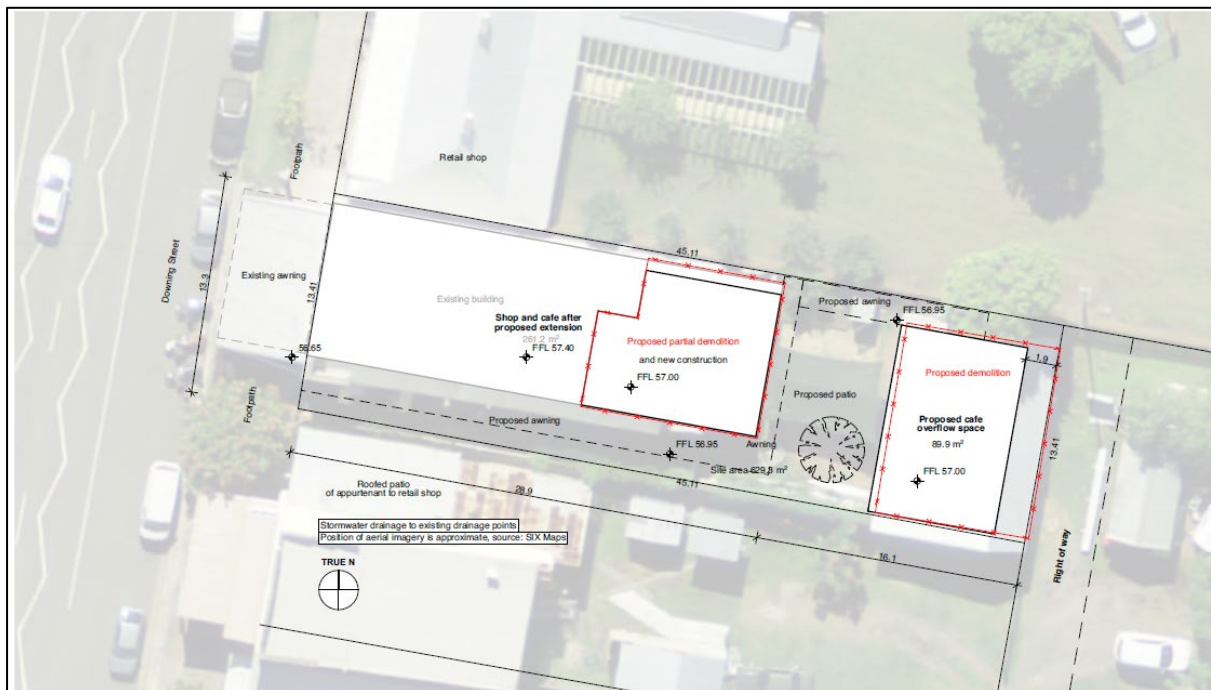 Footpath
Retail shop
Downing Street
13.3
Existing awning
13.41
45.11
Existing building
Shop and cafe after
proposed extension
261.2 m²
FFL 57.40
56.65
Proposed partial demolition
and new construction
FFL 57.00
Proposed awning
FFL 56.95
1.9
Proposed demolition
Proposed patio
Proposed cafe
overflow space
89.9 m²
FFL 57.00
13.41
Footpath
Proposed awning
FFL 56.95
Awning
Site area 629.8 m²
45.11
28.9
Roofed patio
of appurtenant to retail shop
16.1
Right of way
Stormwater drainage to existing drainage points
Position of aerial imagery is approximate, source: SIX Maps
TRUE N